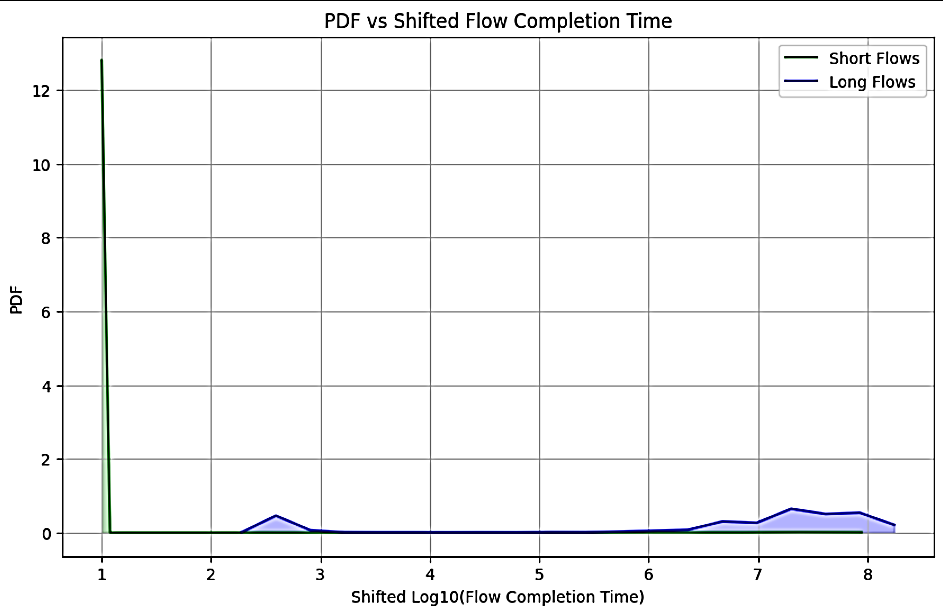 PDF vs Shifted Flow Completion Time
Short Flows
Long Flows
12
10
8
6
4
2
0
PDF
1 2 3 4 5 6 7 8
Shifted Log10(Flow Completion Time)